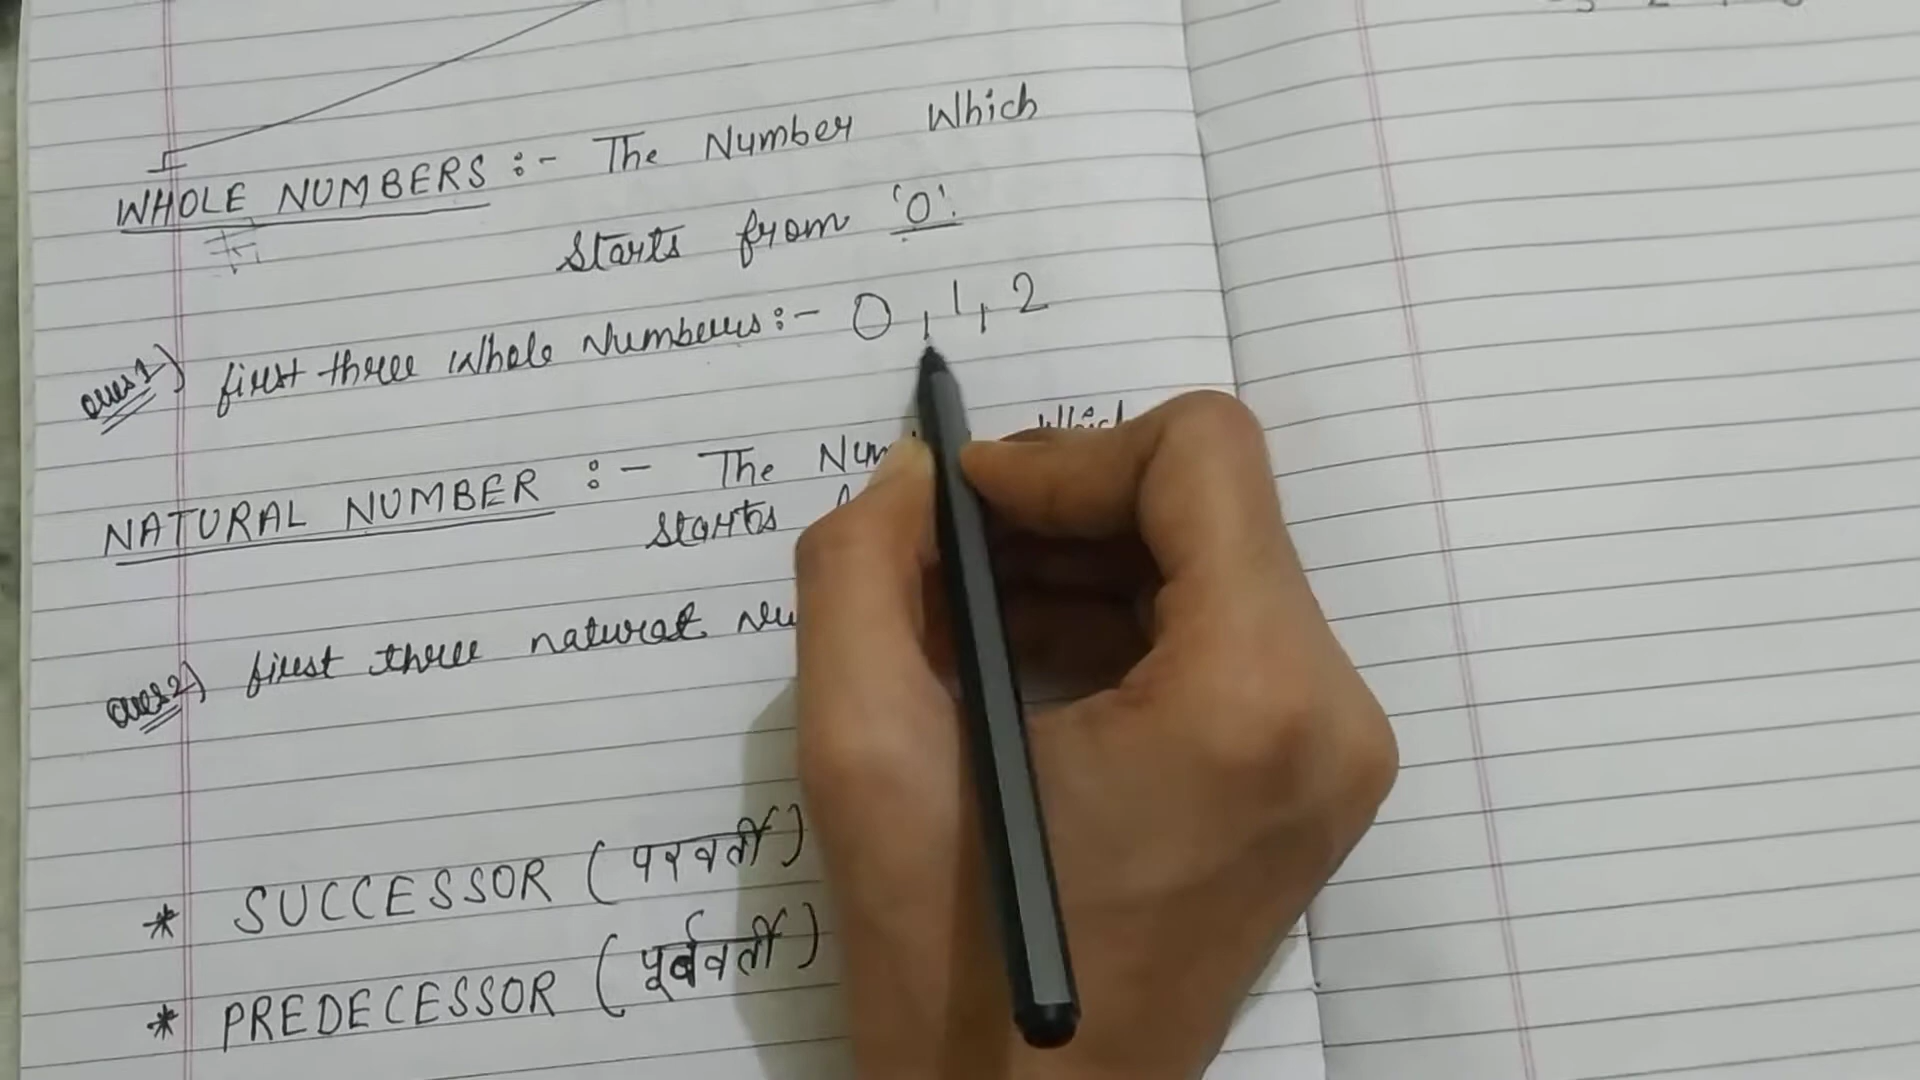 WHOLE NUMBERS :- The Number Which
Starts from '0'.
Ques1) first three whole Numbers :- 0, 1, 2
NATURAL NUMBER :- The Which
Starts
Ques2) first three natural
* SUCCESSOR (परवर्ती)
* PREDECESSOR (पूर्ववर्ती)